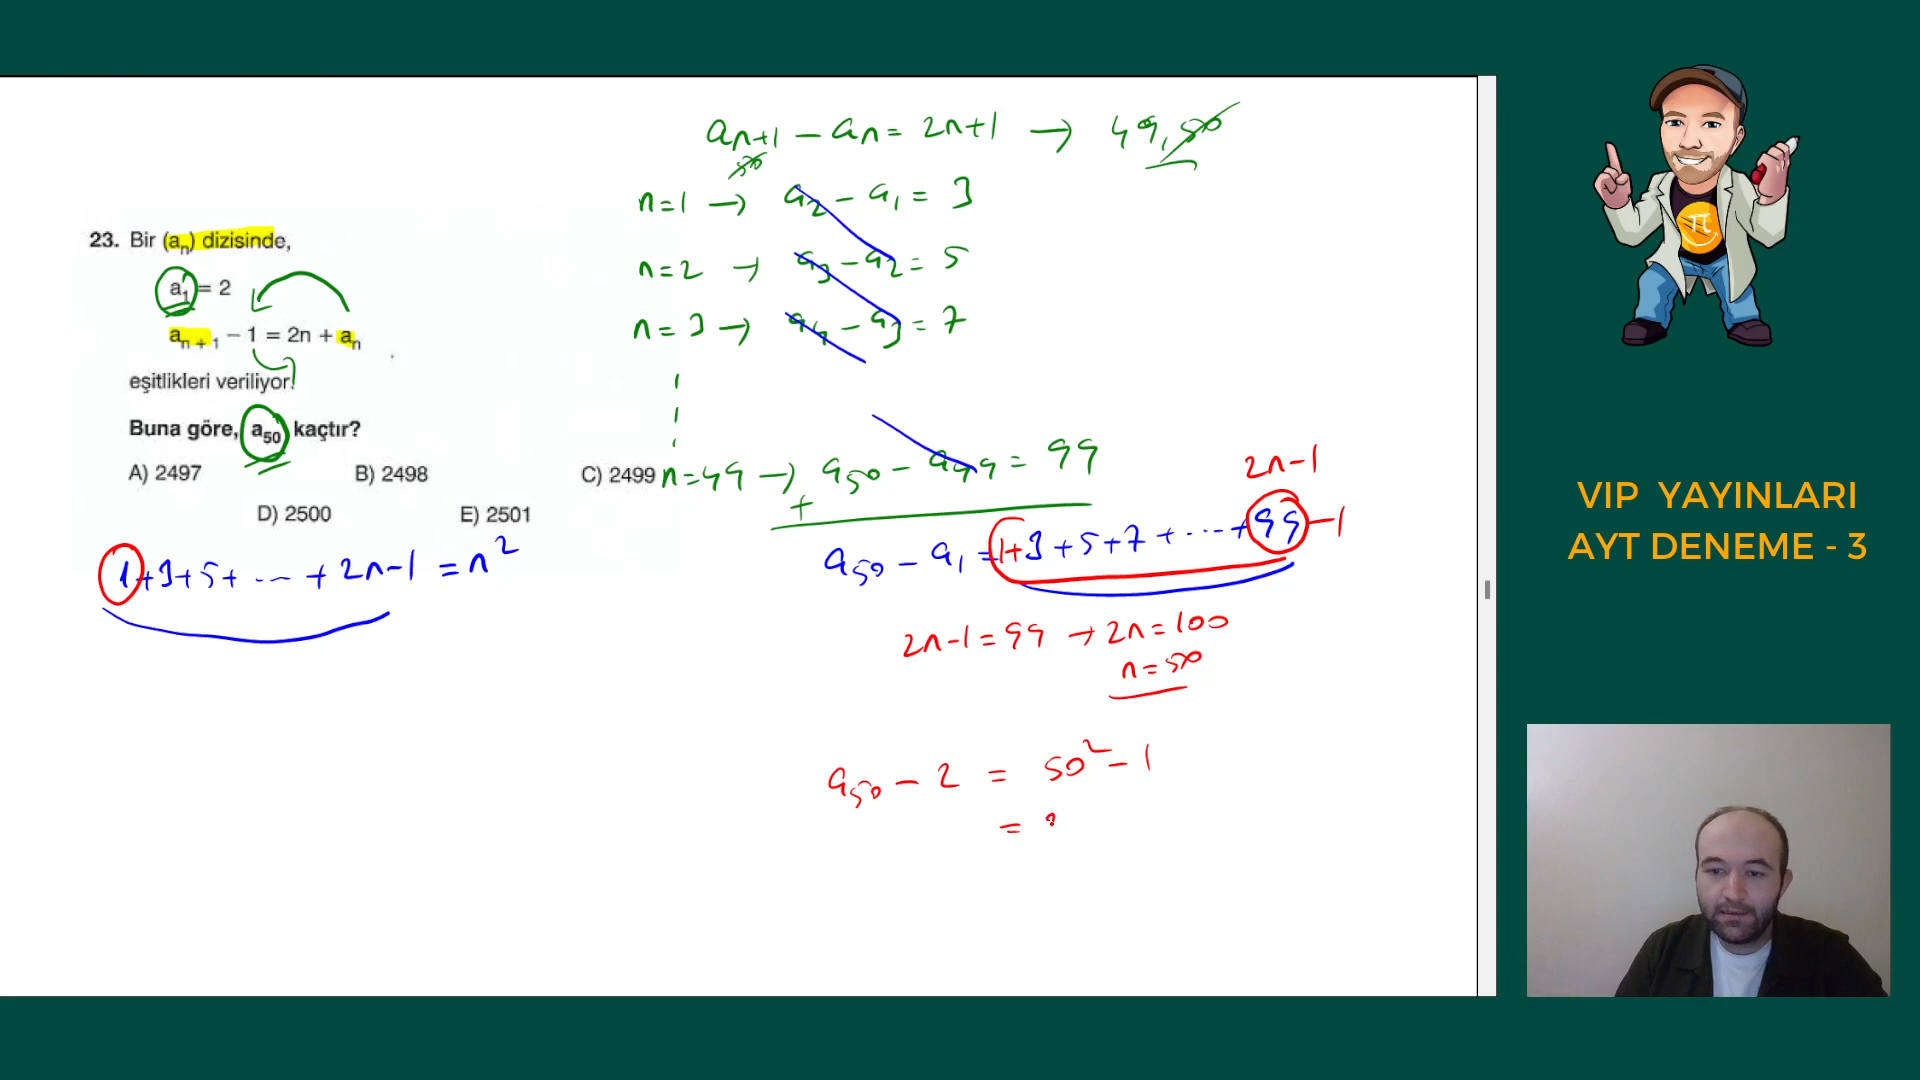 23. Bir (aₙ) dizisinde,
a₁ = 2
aₙ₊₁ − 1 = 2n + aₙ
eşitlikleri veriliyor.
Buna göre, a₅₀ kaçtır?
A) 2497 B) 2498 C) 2499
D) 2500 E) 2501
1+3+5+ ... + 2n-1 = n²
aₙ₊₁ − aₙ = 2n+1 → 49, 50
50
n=1 → a₂ − a₁ = 3
n=2 → a₃ − a₂ = 5
n=3 → a₄ − a₃ = 7
n=49 → a₅₀ − a₄₉ = 99
+
2n-1
a₅₀ − a₁ = 1+3+5+7+ ... +99 -1
2n-1=99 → 2n=100
n=50
a₅₀ − 2 = 50² − 1
=
VIP YAYINLARI
AYT DENEME - 3
π